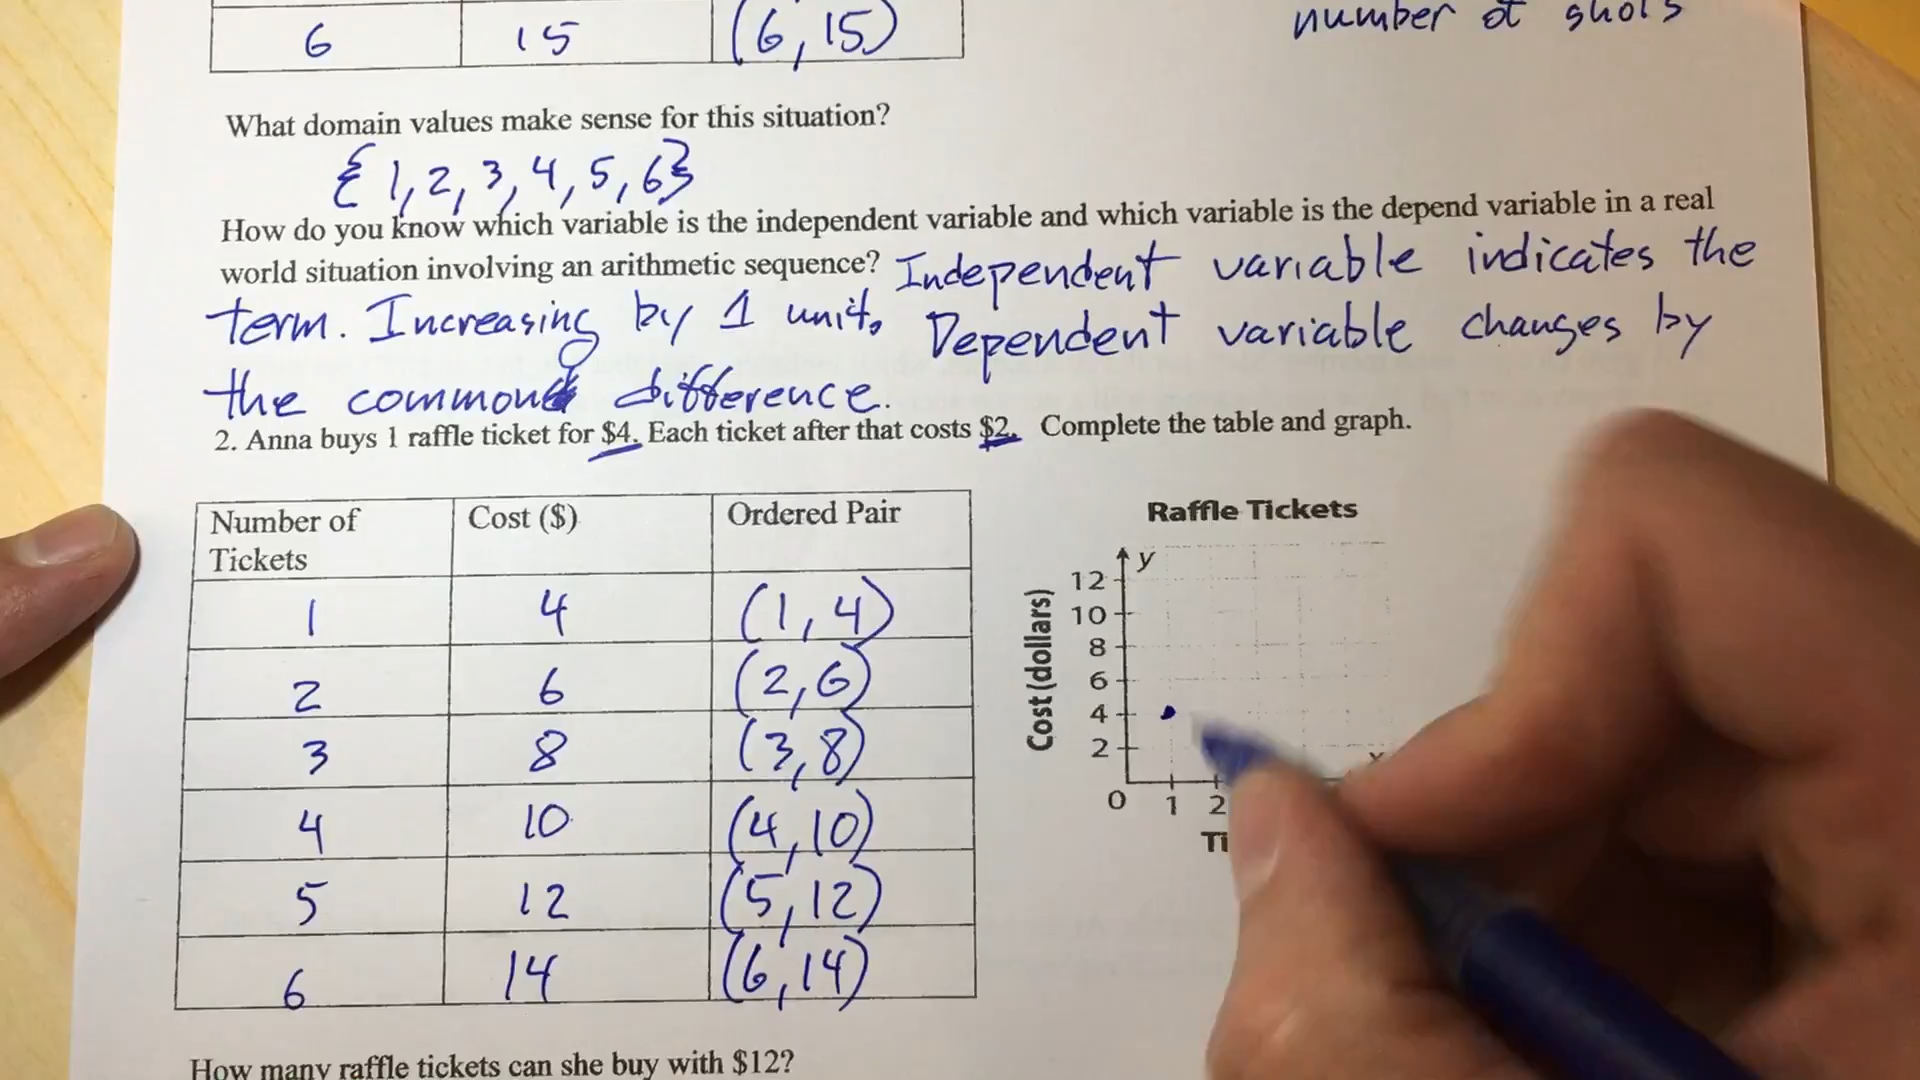 6 15 (6,15)
number of shots
What domain values make sense for this situation?
{1,2,3,4,5,6}
How do you know which variable is the independent variable and which variable is the depend variable in a real
world situation involving an arithmetic sequence? Independent variable indicates the
term. Increasing by 1 unit. Dependent variable changes by
the common difference.
2. Anna buys 1 raffle ticket for $4. Each ticket after that costs $2. Complete the table and graph.
Number of Tickets Cost ($) Ordered Pair
1 4 (1,4)
2 6 (2,6)
3 8 (3,8)
4 10 (4,10)
5 12 (5,12)
6 14 (6,14)
Raffle Tickets
y
12
10
8
6
4
2
x
0 1 2
Cost (dollars)
How many raffle tickets can she buy with $12?